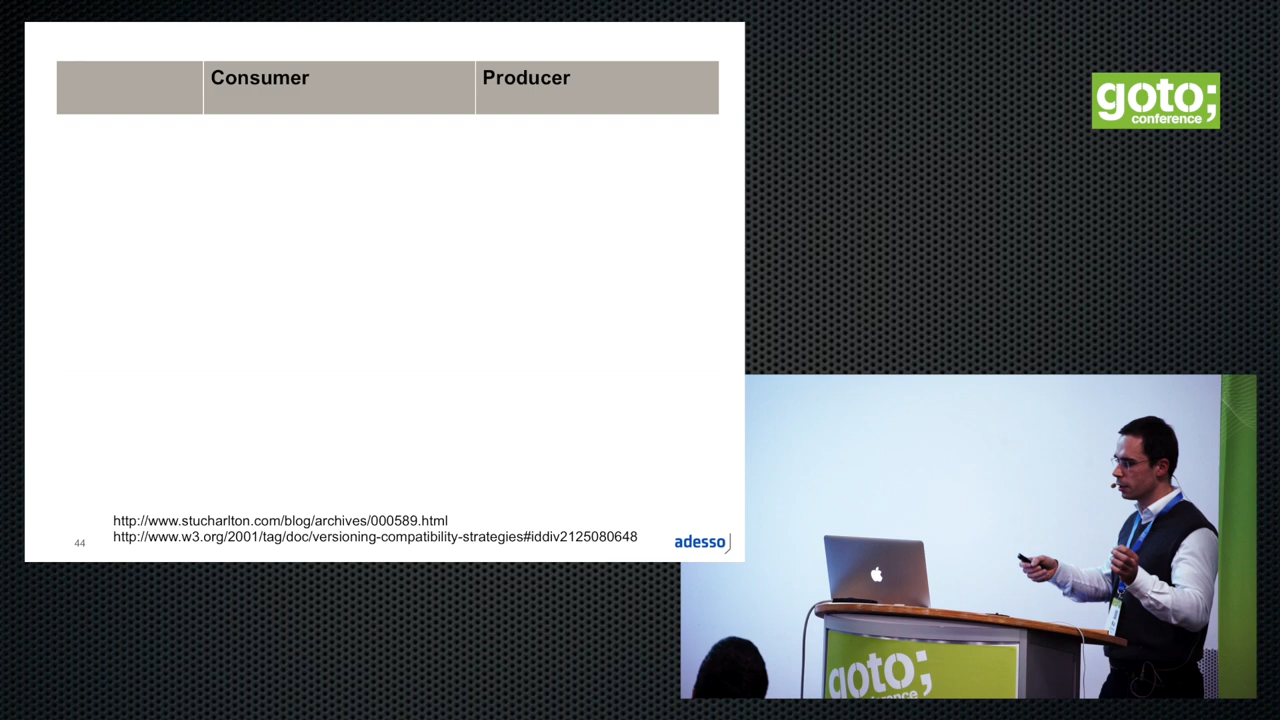 Consumer
Producer
http://www.stucharlton.com/blog/archives/000589.html
http://www.w3.org/2001/tag/doc/versioning-compatibility-strategies#iddiv2125080648
44
adesso
goto;
conference
goto;
conference